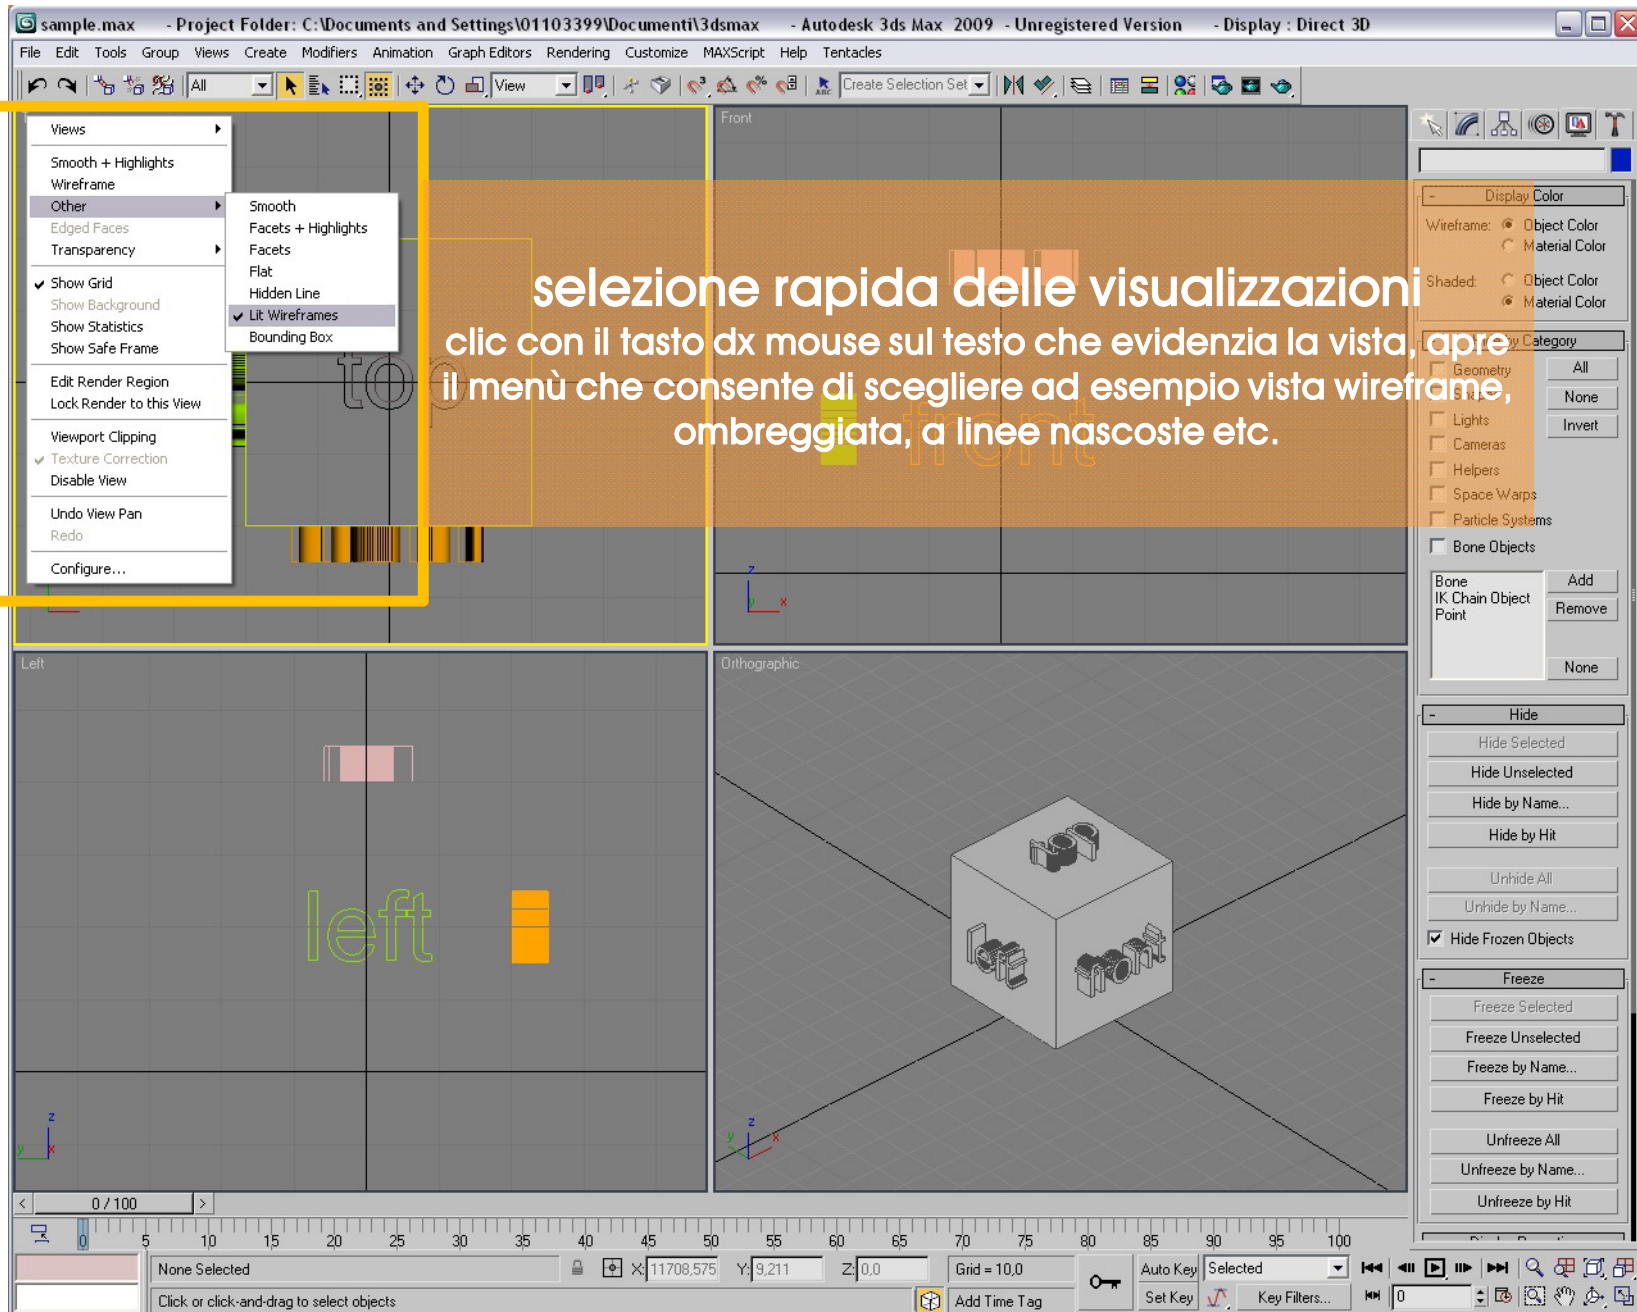 sample.max - Project Folder: C:\Documents and Settings\01103399\Documenti\3dsmax - Autodesk 3ds Max 2009 - Unregistered Version - Display : Direct 3D
File Edit Tools Group Views Create Modifiers Animation Graph Editors Rendering Customize MAXScript Help Tentacles
All View Create Selection Set
Views
Smooth + Highlights
Wireframe
Other
Edged Faces
Transparency
Show Grid
Show Background
Show Statistics
Show Safe Frame
Edit Render Region
Lock Render to this View
Viewport Clipping
Texture Correction
Disable View
Undo View Pan
Redo
Configure...
Smooth
Facets + Highlights
Facets
Flat
Hidden Line
Lit Wireframes
Bounding Box
top
Front
selezione rapida delle visualizzazioni
clic con il tasto dx mouse sul testo che evidenzia la vista, apre
il menù che consente di scegliere ad esempio vista wireframe,
ombreggiata, a linee nascoste etc.
front
z
y x
Left
left
z
y x
Orthographic
top
left front
z
y x
- Display Color
Wireframe: Object Color
Material Color
Shaded: Object Color
Material Color
by Category
Geometry All
None
Lights Invert
Cameras
Helpers
Space Warps
Particle Systems
Bone Objects
Bone Add
IK Chain Object Remove
Point
None
- Hide
Hide Selected
Hide Unselected
Hide by Name...
Hide by Hit
Unhide All
Unhide by Name...
Hide Frozen Objects
- Freeze
Freeze Selected
Freeze Unselected
Freeze by Name...
Freeze by Hit
Unfreeze All
Unfreeze by Name...
Unfreeze by Hit
< 0 / 100 >
0 5 10 15 20 25 30 35 40 45 50 55 60 65 70 75 80 85 90 95 100
None Selected X: 11708,575 Y: 9,211 Z: 0,0 Grid = 10,0 Auto Key Selected
Click or click-and-drag to select objects Add Time Tag Set Key Key Filters... 0